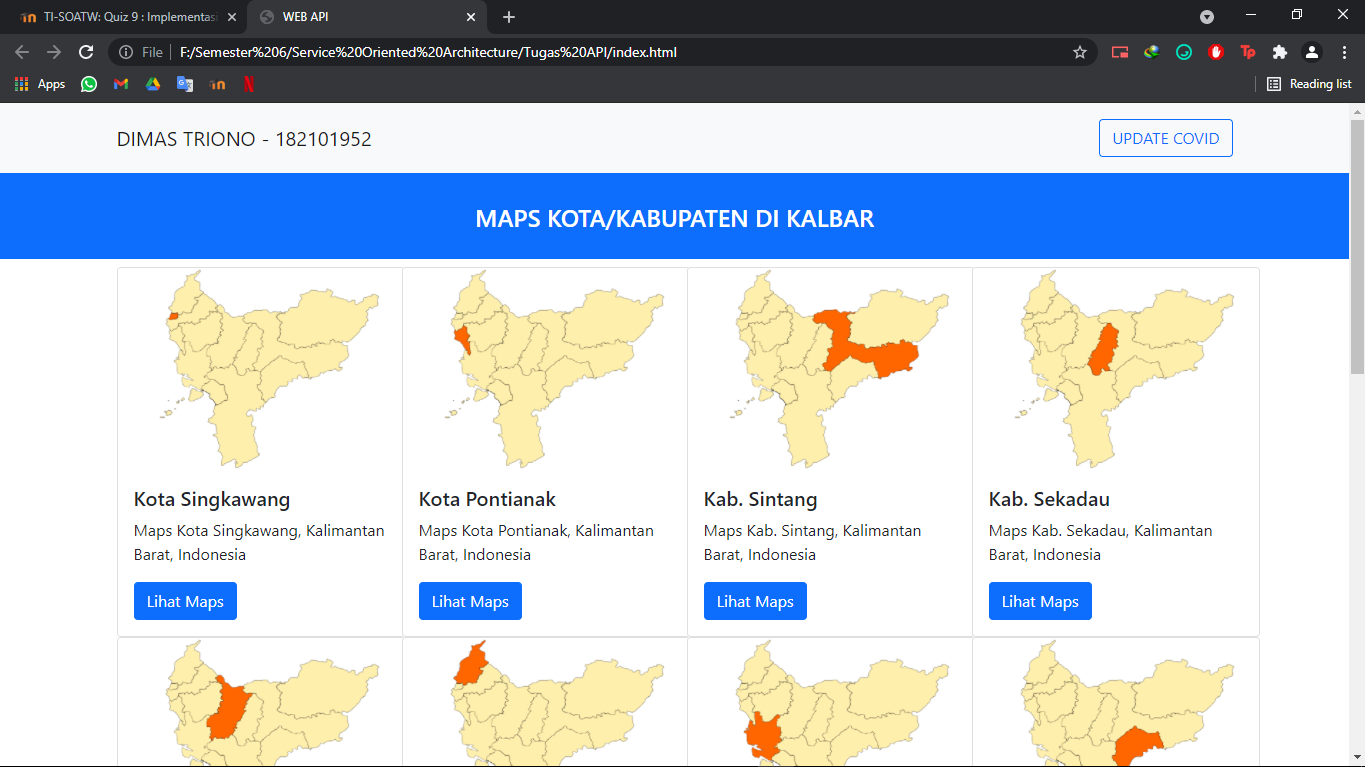 TI-SOATW: Quiz 9 : Implementasi
WEB API
File
F:/Semester%206/Service%20Oriented%20Architecture/Tugas%20API/index.html
Apps
Reading list
DIMAS TRIONO - 182101952
UPDATE COVID
MAPS KOTA/KABUPATEN DI KALBAR
Kota Singkawang
Maps Kota Singkawang, Kalimantan
Barat, Indonesia
Lihat Maps
Kota Pontianak
Maps Kota Pontianak, Kalimantan
Barat, Indonesia
Lihat Maps
Kab. Sintang
Maps Kab. Sintang, Kalimantan
Barat, Indonesia
Lihat Maps
Kab. Sekadau
Maps Kab. Sekadau, Kalimantan
Barat, Indonesia
Lihat Maps